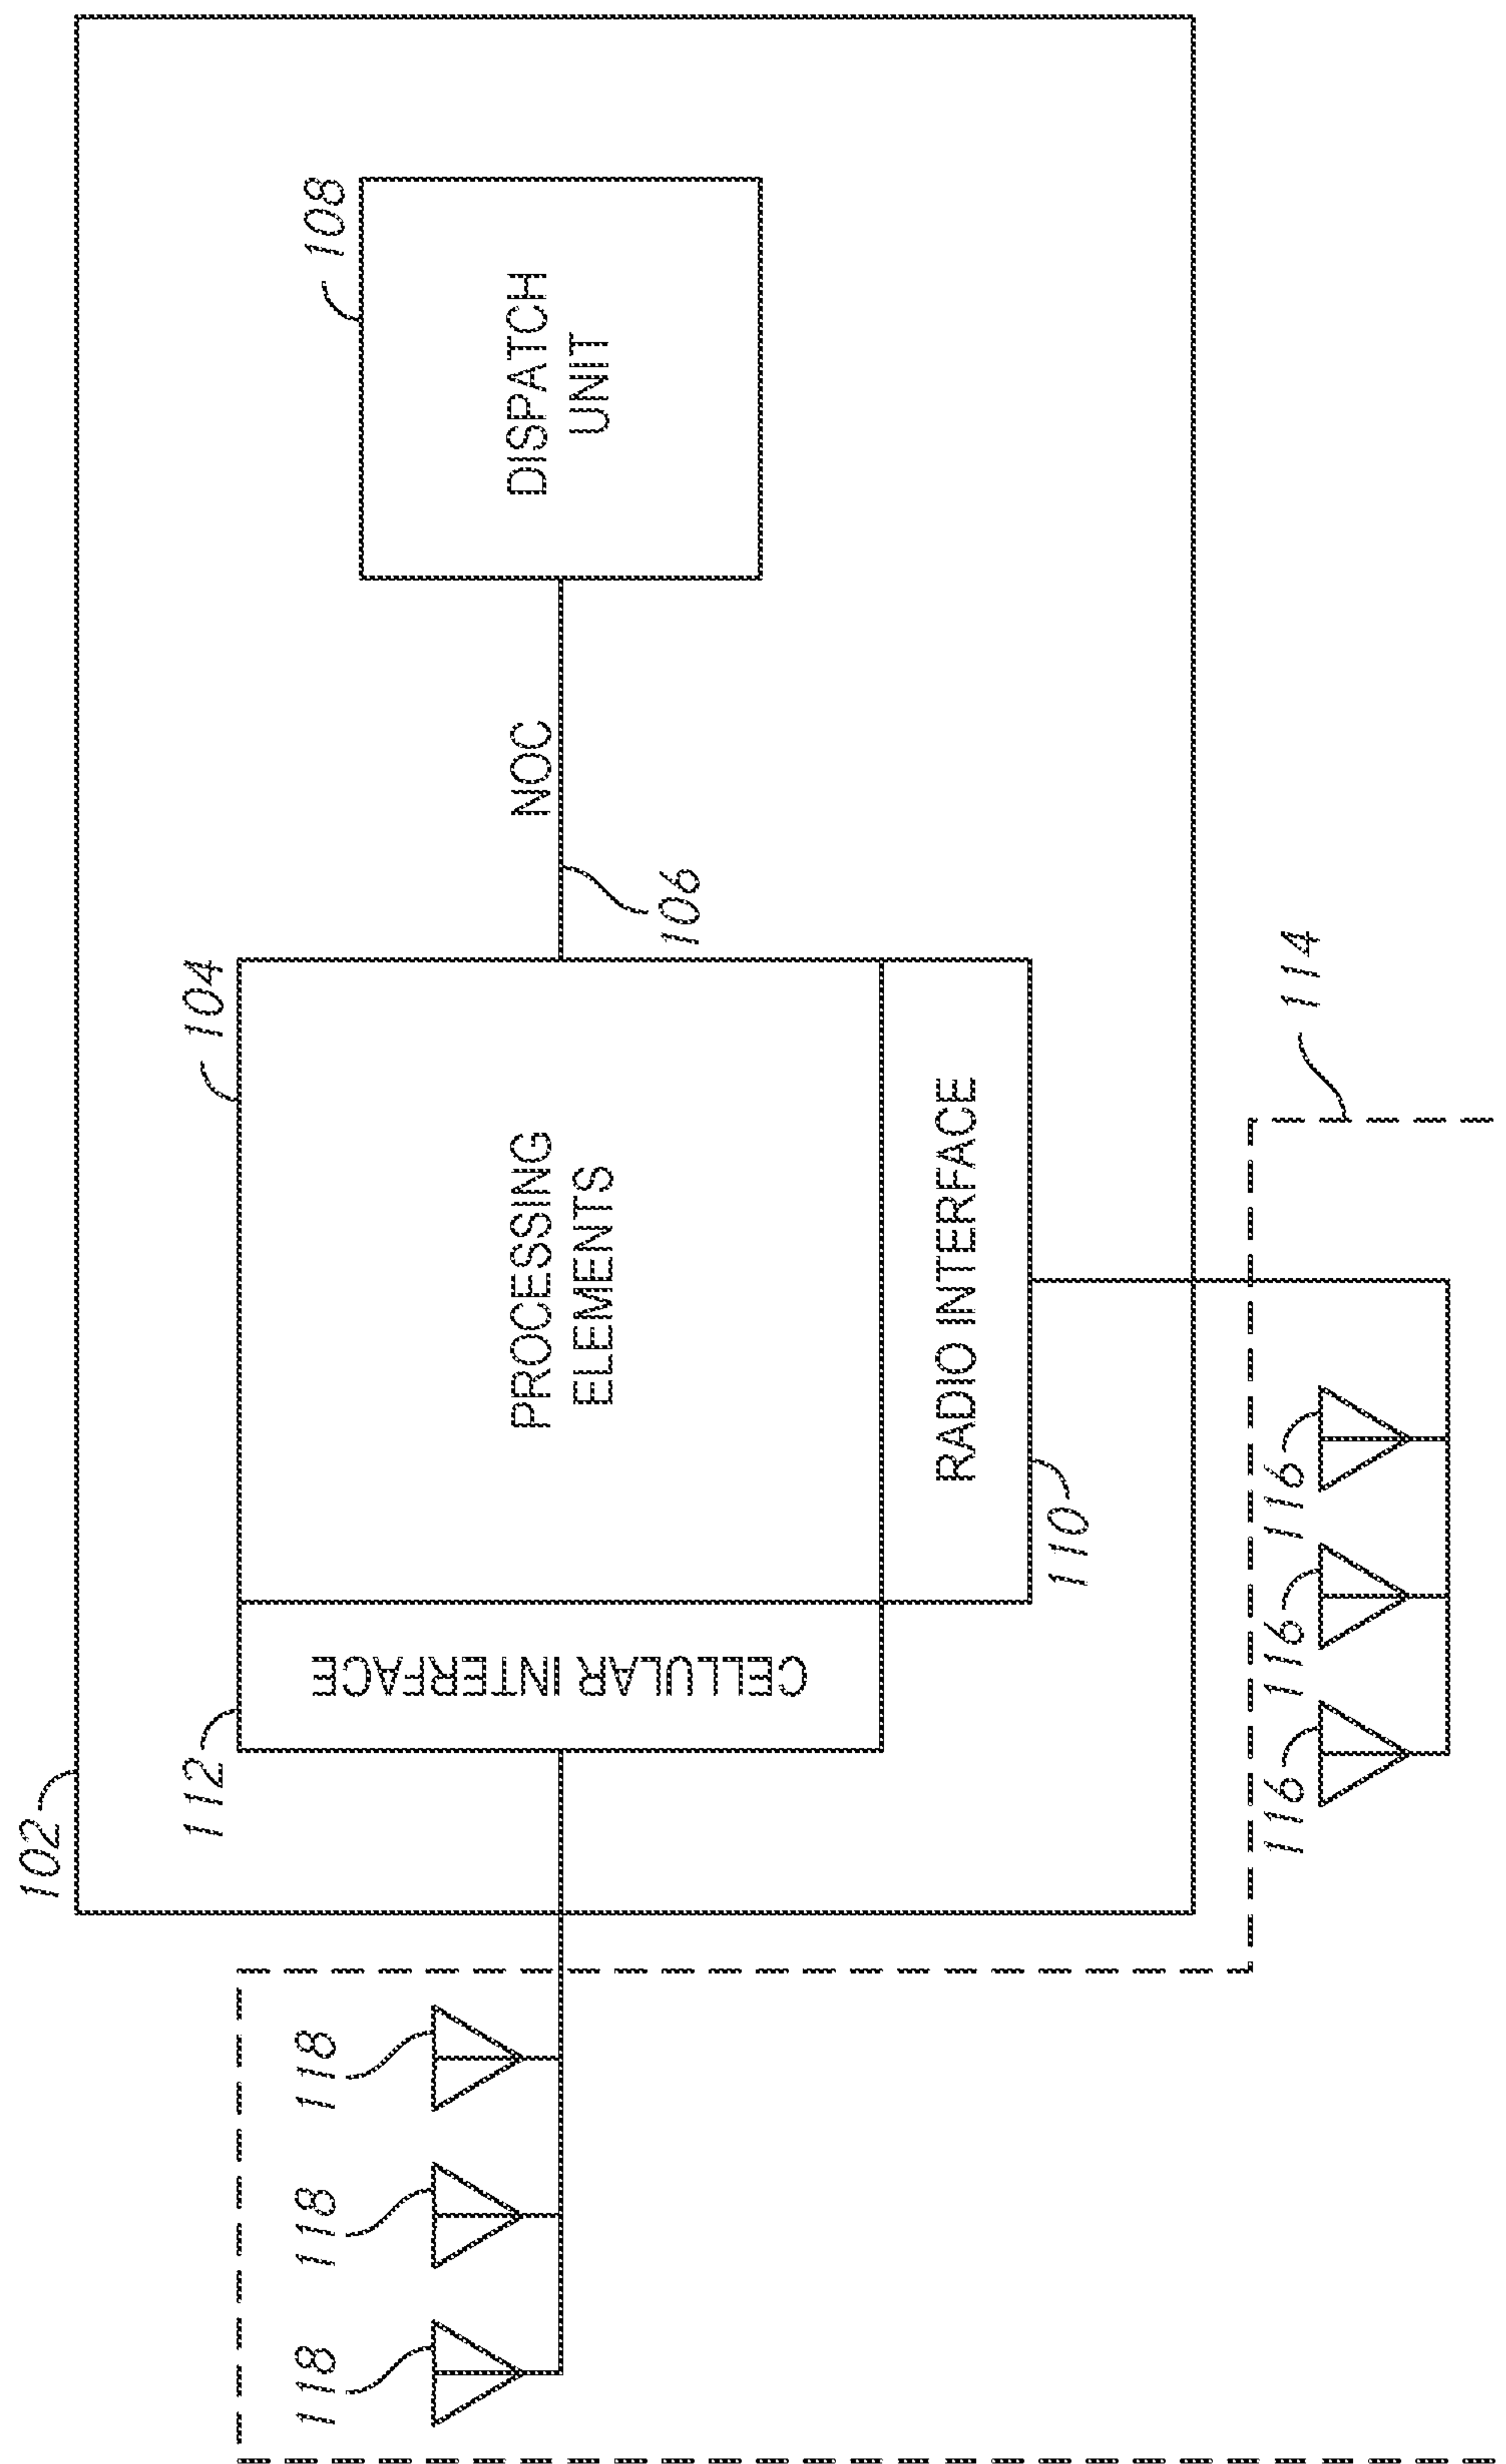 102
112
104
108
CELLULAR INTERFACE
PROCESSING
ELEMENTS
NOC
106
DISPATCH
UNIT
RADIO INTERFACE
110
114
118
118
118
116
116
116